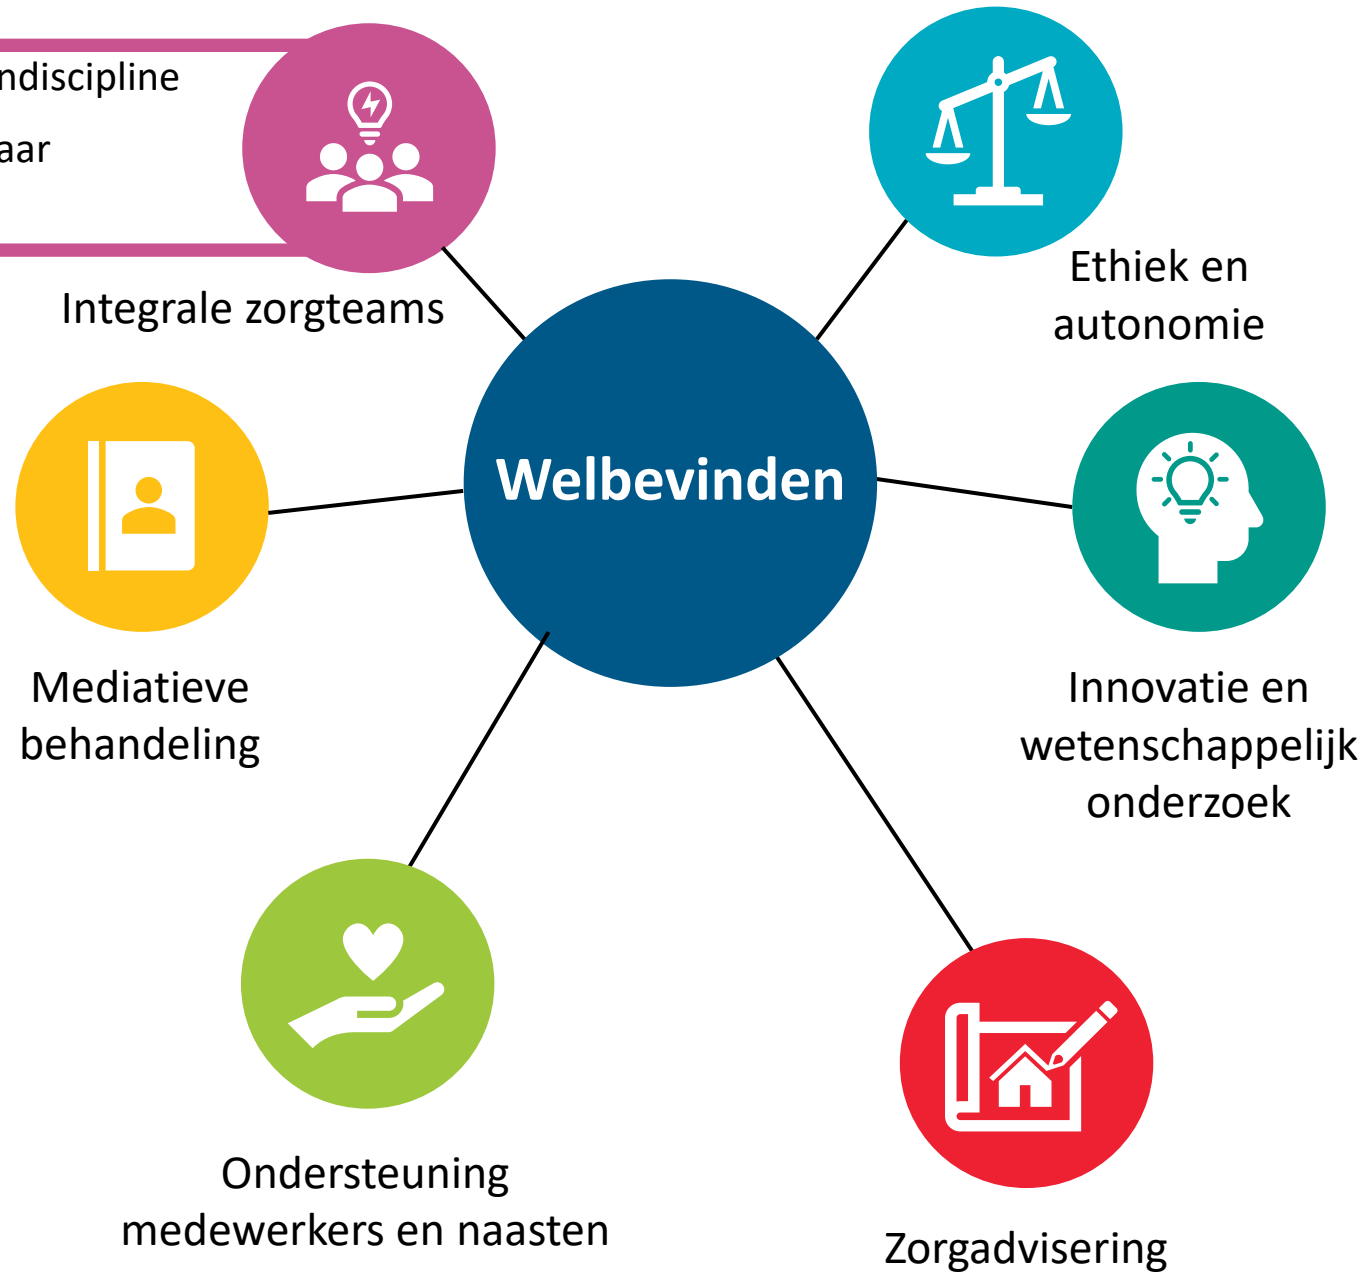 ndiscipline
aar
Integrale zorgteams
Ethiek en
autonomie
Welbevinden
Mediatieve
behandeling
Innovatie en
wetenschappelijk
onderzoek
Ondersteuning
medewerkers en naasten
Zorgadvisering